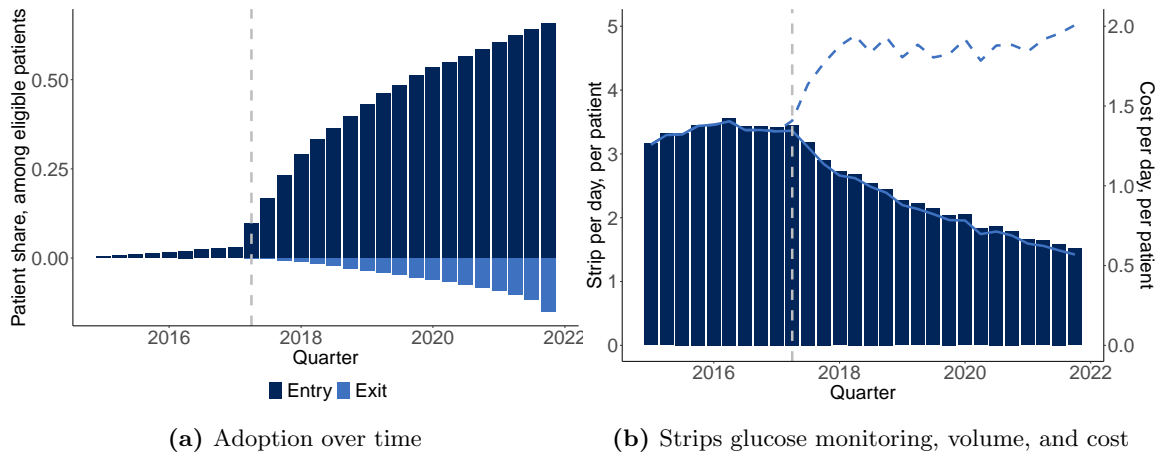 Patient share, among eligible patients
0.50
0.25
0.00
2016
2018
2020
2022
Quarter
Entry
Exit
(a) Adoption over time
Strip per day, per patient
5
4
3
2
1
0
2.0
1.5
1.0
0.5
0.0
Cost per day, per patient
2016
2018
2020
2022
Quarter
(b) Strips glucose monitoring, volume, and cost